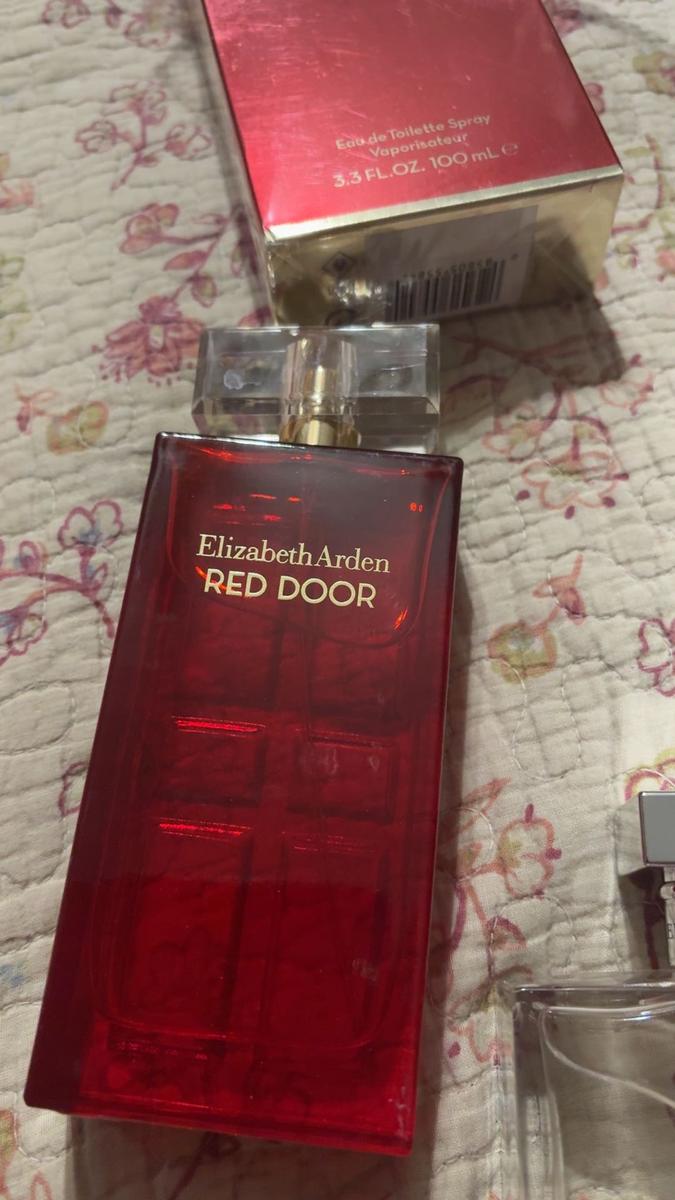 Eau de Toilette Spray
Vaporisateur
3.3 FL.OZ. 100 mL e
Elizabeth Arden
RED DOOR